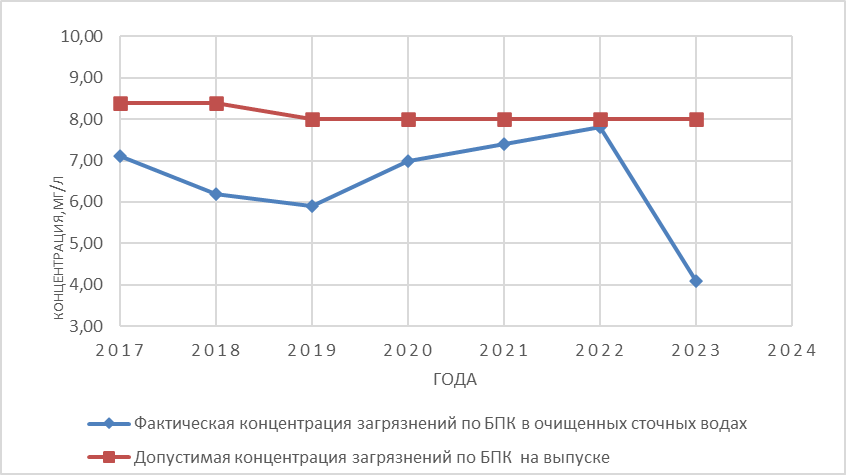 10,00
9,00
8,00
7,00
6,00
5,00
4,00
3,00
КОНЦЕНТРАЦИЯ,МГ/Л
2017 2018 2019 2020 2021 2022 2023 2024
ГОДА
Фактическая концентрация загрязнений по БПК в очищенных сточных водах
Допустимая концентрация загрязнений по БПК на выпуске